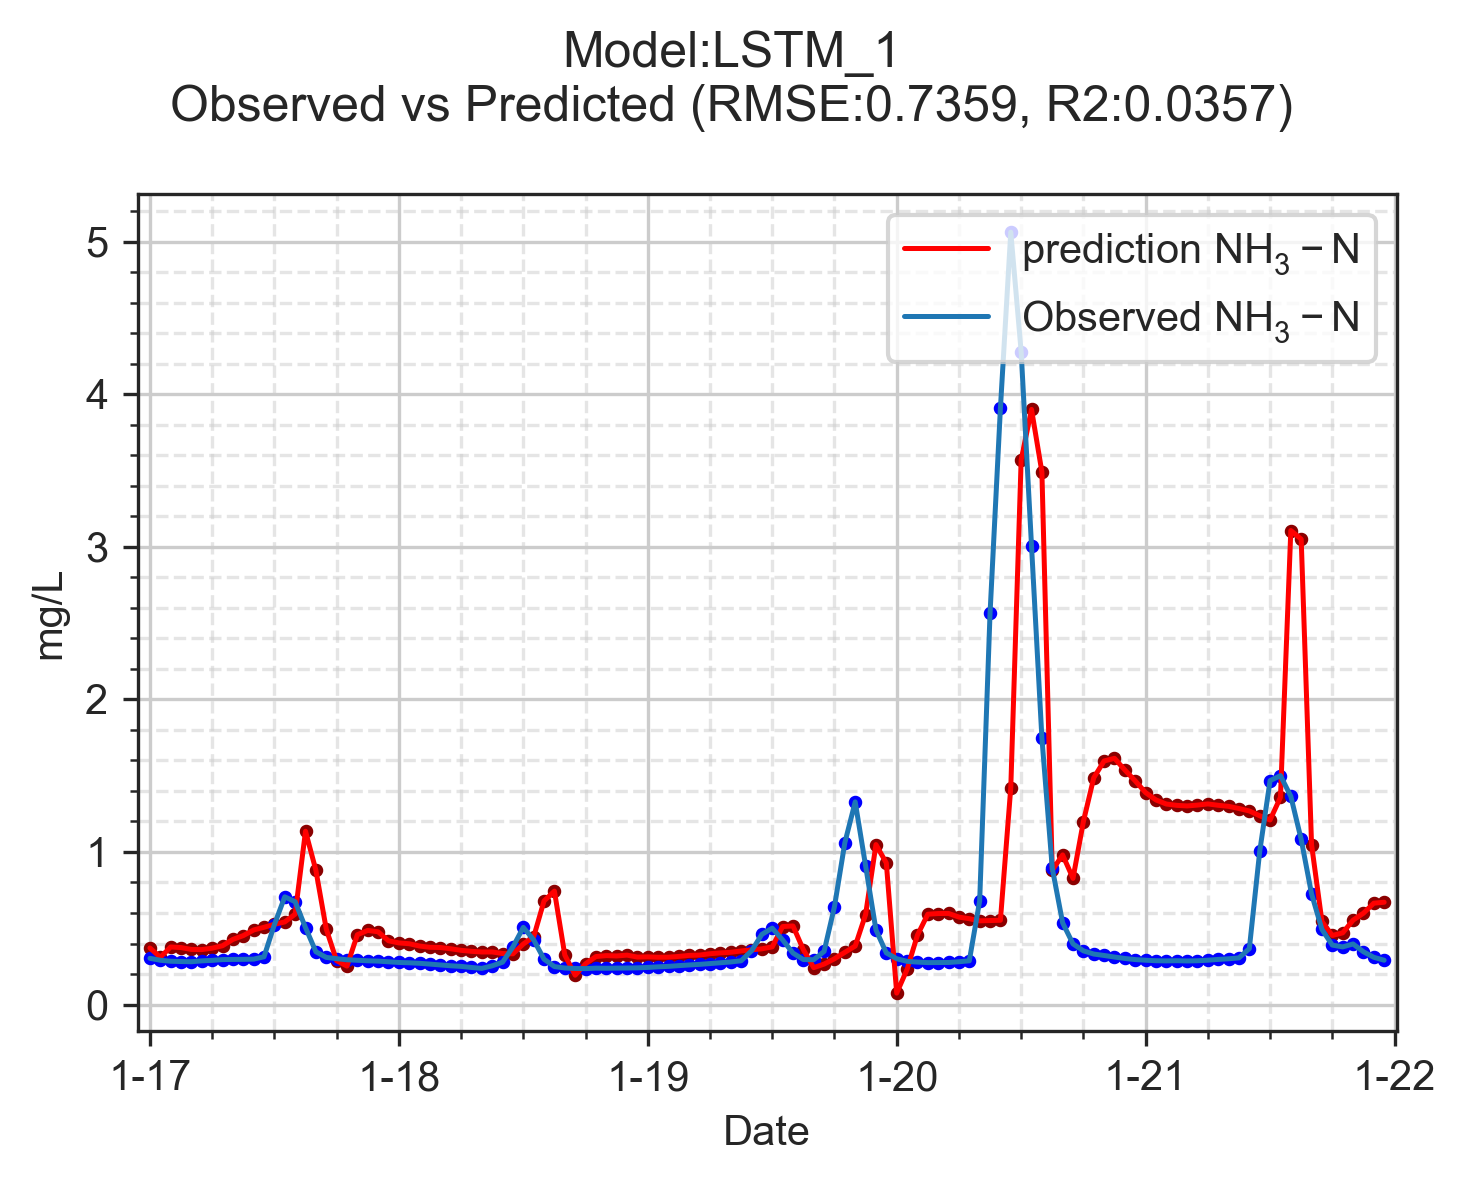 Model:LSTM_1
Observed vs Predicted (RMSE:0.7359, R2:0.0357)
prediction NH₃ − N
Observed NH₃ − N
5
4
3
2
1
0
mg/L
1-17 1-18 1-19 1-20 1-21 1-22
Date